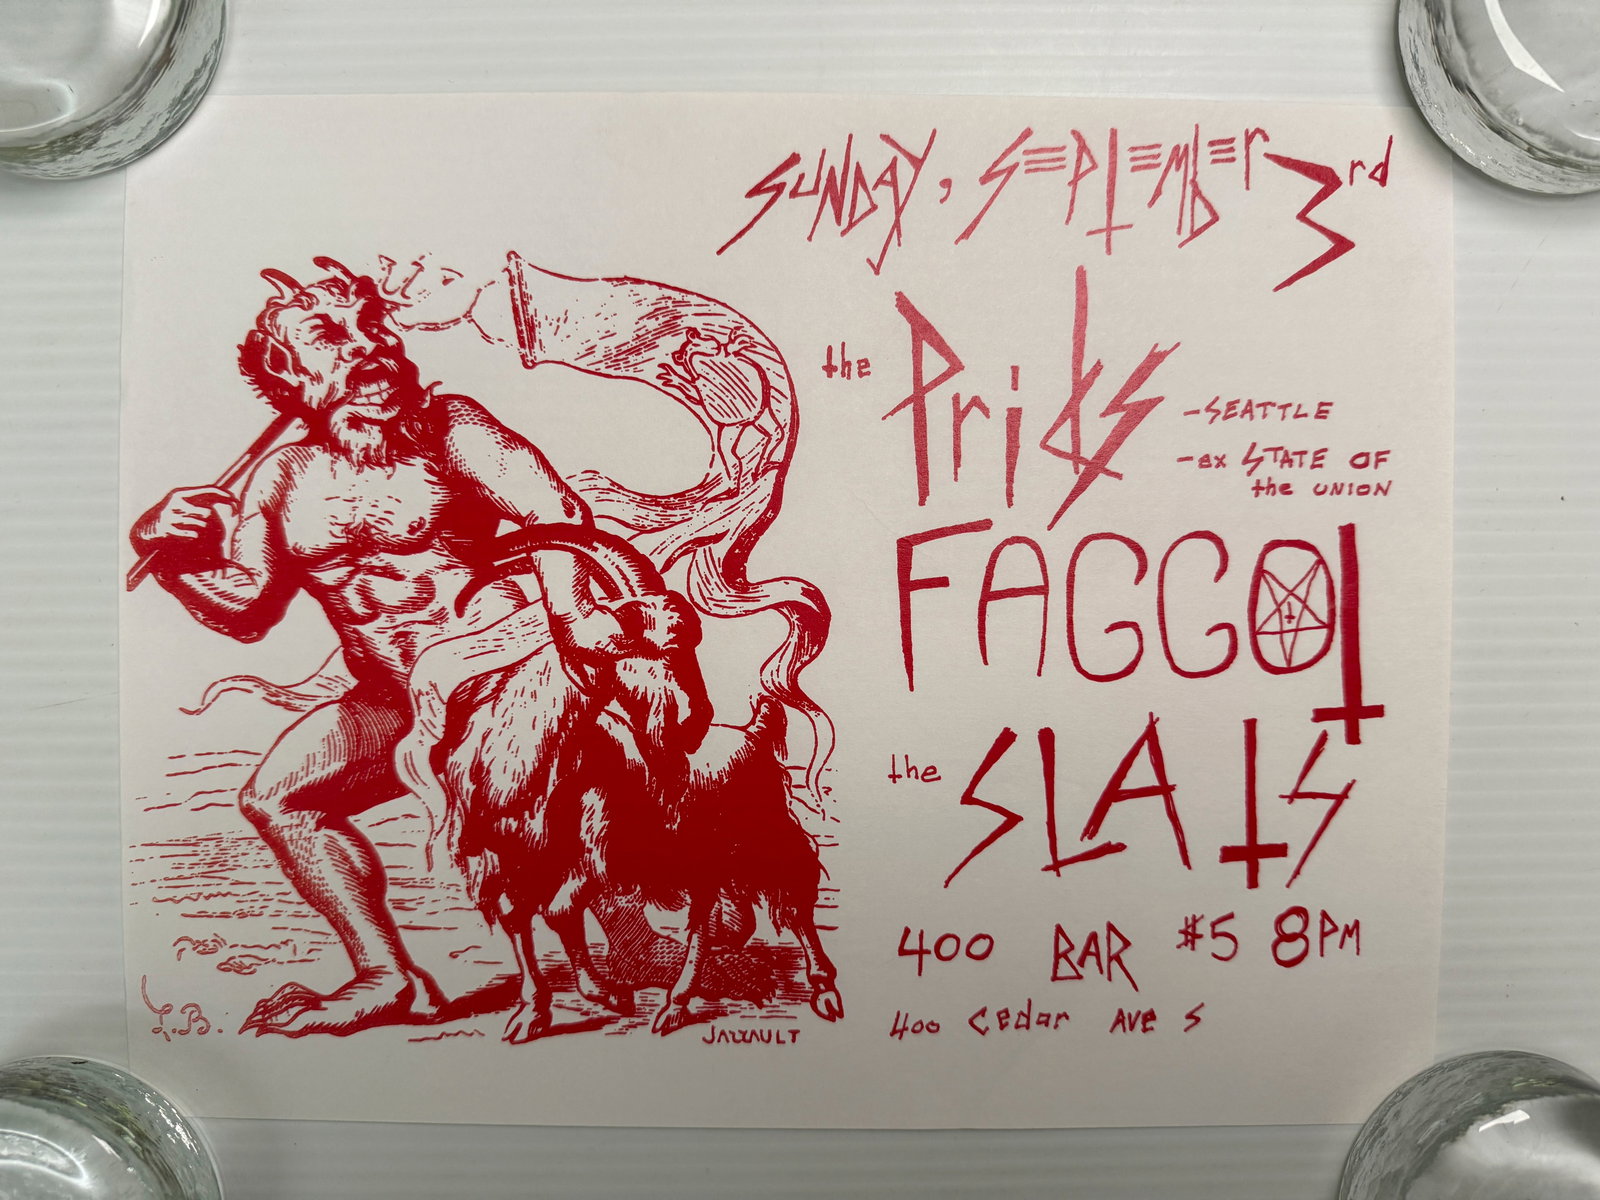 SUNDAY, SEPTEMBER 3rd
the Prids
-SEATTLE
-ex STATE OF
the UNION
FAGGOT
the SLATS
400 BAR $5 8PM
400 Cedar AVE S
L.B.
JARRAULT